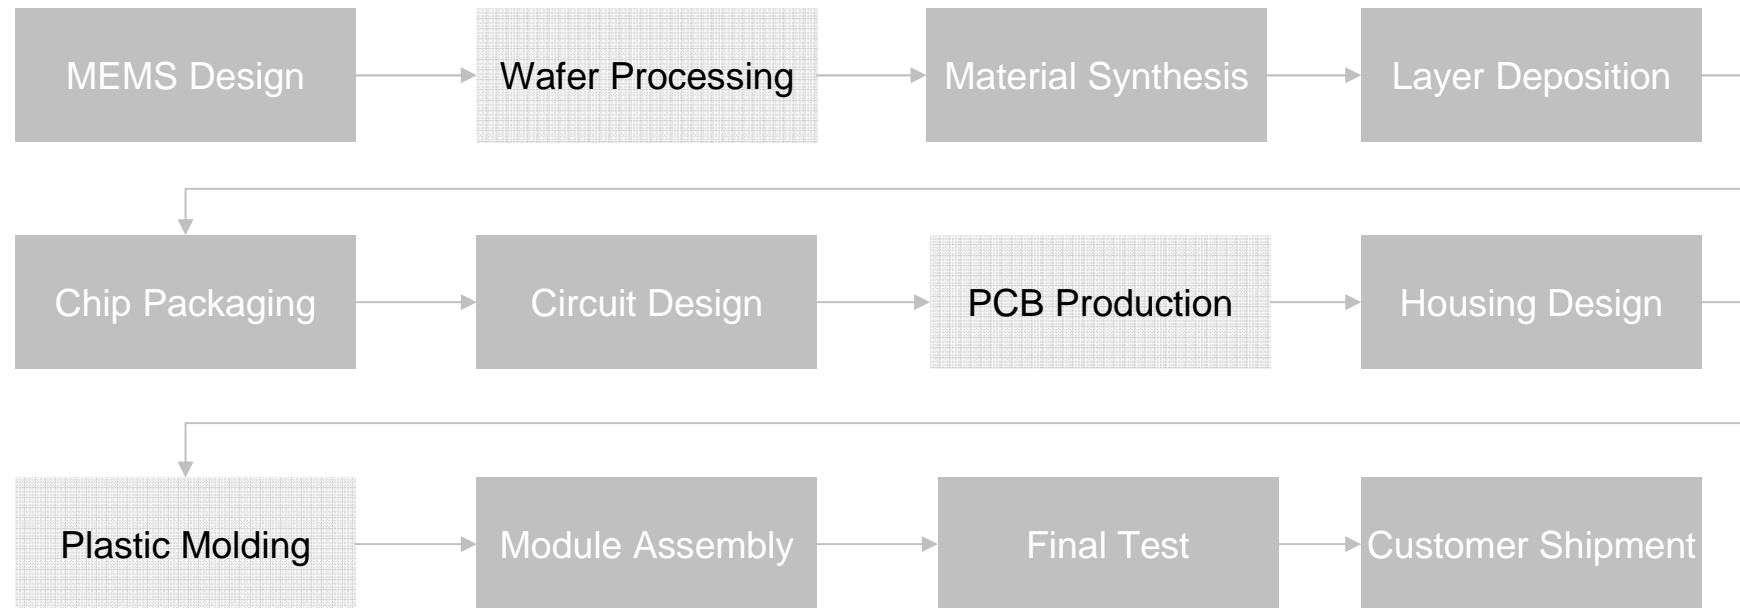 MEMS Design
Wafer Processing
Material Synthesis
Layer Deposition
Chip Packaging
Circuit Design
PCB Production
Housing Design
Plastic Molding
Module Assembly
Final Test
Customer Shipment